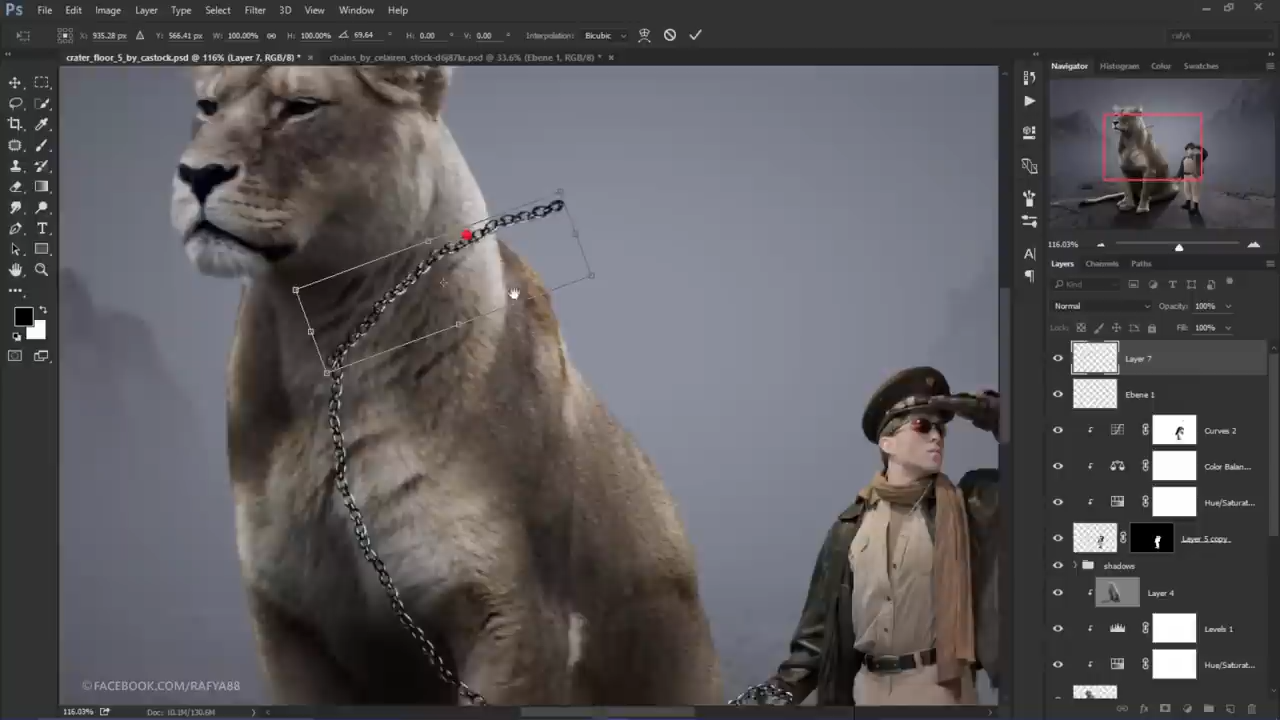 Ps File Edit Image Layer Type Select Filter 3D View Window Help
X: 935.28 px Y: 566.41 px W: 100.00% H: 100.00% 69.64 ° H: 0.00 ° V: 0.00 ° Interpolation: Bicubic rafyA
crater_floor_5_by_castock.psd @ 116% (Layer 7, RGB/8) * × chains_by_celairen_stock-d6j87kr.psd @ 33.6% (Ebene 1, RGB/8) * ×
Navigator Histogram Color Swatches
116.03%
Layers Channels Paths
Kind
Normal Opacity: 100%
Lock: Fill: 100%
Layer 7
Ebene 1
Curves 2
Color Balan...
Hue/Saturat...
Layer 5 copy
shadows
Layer 4
Levels 1
Hue/Saturat...
©FACEBOOK.COM/RAFYA88
116.03% Doc: 10.1M/130.6M